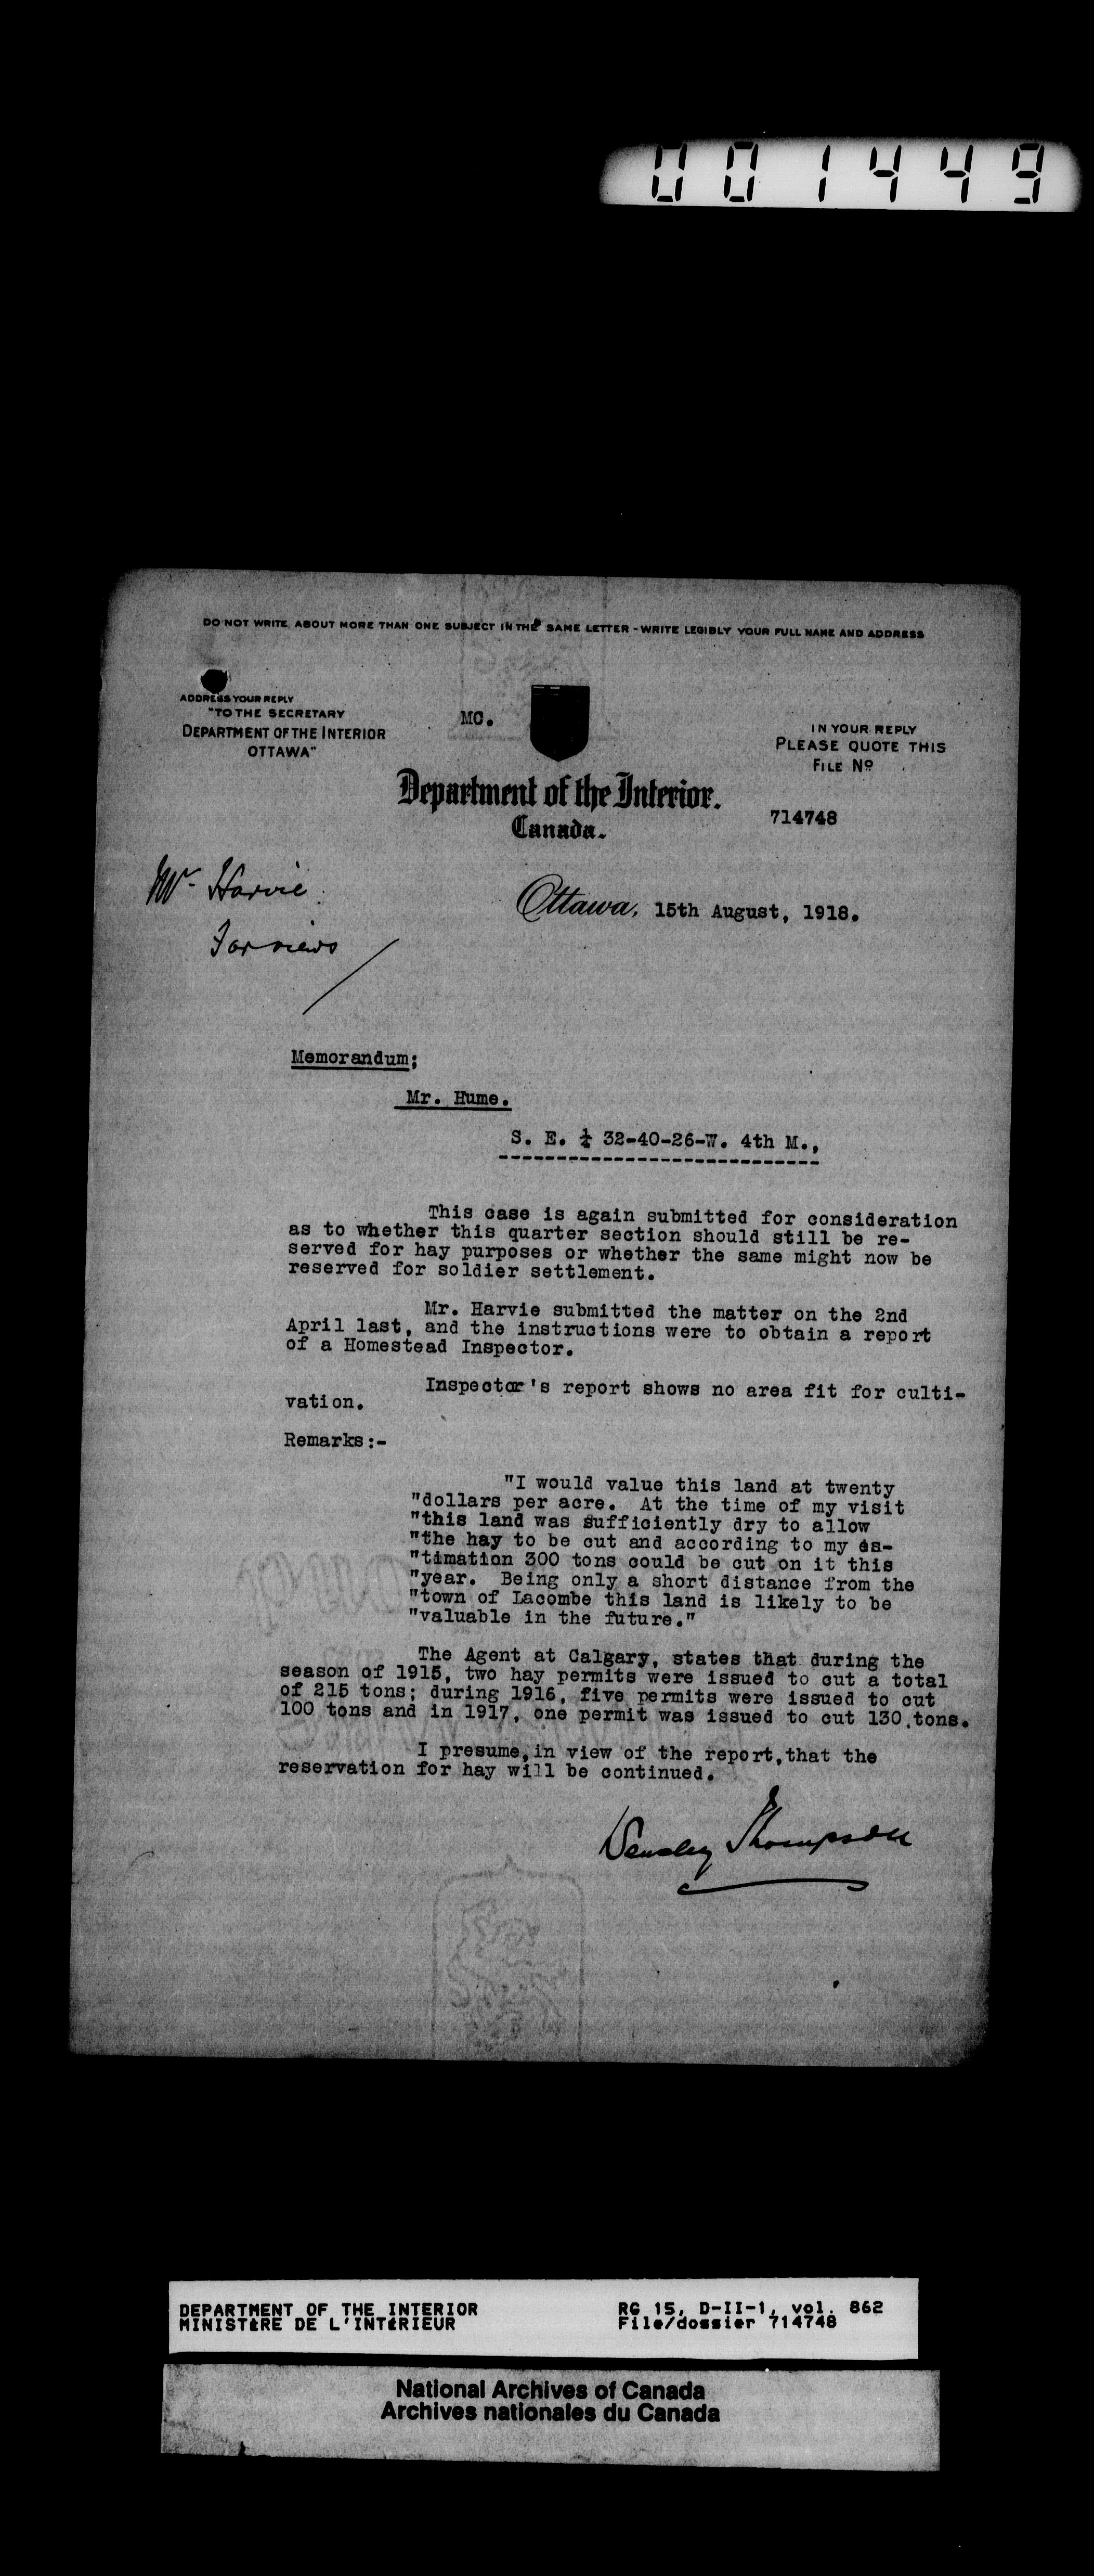 001449
DO NOT WRITE ABOUT MORE THAN ONE SUBJECT IN THE SAME LETTER - WRITE LEGIBLY YOUR FULL NAME AND ADDRESS
ADDRESS YOUR REPLY
"TO THE SECRETARY
DEPARTMENT OF THE INTERIOR
OTTAWA"
MC.
IN YOUR REPLY
PLEASE QUOTE THIS
FILE No
Department of the Interior.
Canada.
714748
Mr Harvie.
For views
Ottawa, 15th August, 1918.
Memorandum;
Mr. Hume.
S. E. ¼ 32-40-26-W. 4th M.,
This case is again submitted for consideration
as to whether this quarter section should still be re-
served for hay purposes or whether the same might now be
reserved for soldier settlement.
Mr. Harvie submitted the matter on the 2nd
April last, and the instructions were to obtain a report
of a Homestead Inspector.
Inspector's report shows no area fit for culti-
vation.
Remarks:-
"I would value this land at twenty
"dollars per acre. At the time of my visit
"this land was sufficiently dry to allow
"the hay to be cut and according to my es-
"timation 300 tons could be cut on it this
"year. Being only a short distance from the
"town of Lacombe this land is likely to be
"valuable in the future."
The Agent at Calgary, states that during the
season of 1915, two hay permits were issued to cut a total
of 215 tons; during 1916, five permits were issued to cut
100 tons and in 1917, one permit was issued to cut 130 tons.
I presume, in view of the report, that the
reservation for hay will be continued.
Thompson
DEPARTMENT OF THE INTERIOR
MINISTÈRE DE L'INTÉRIEUR
RG 15, D-II-1, vol. 862
File/dossier 714748
National Archives of Canada
Archives nationales du Canada